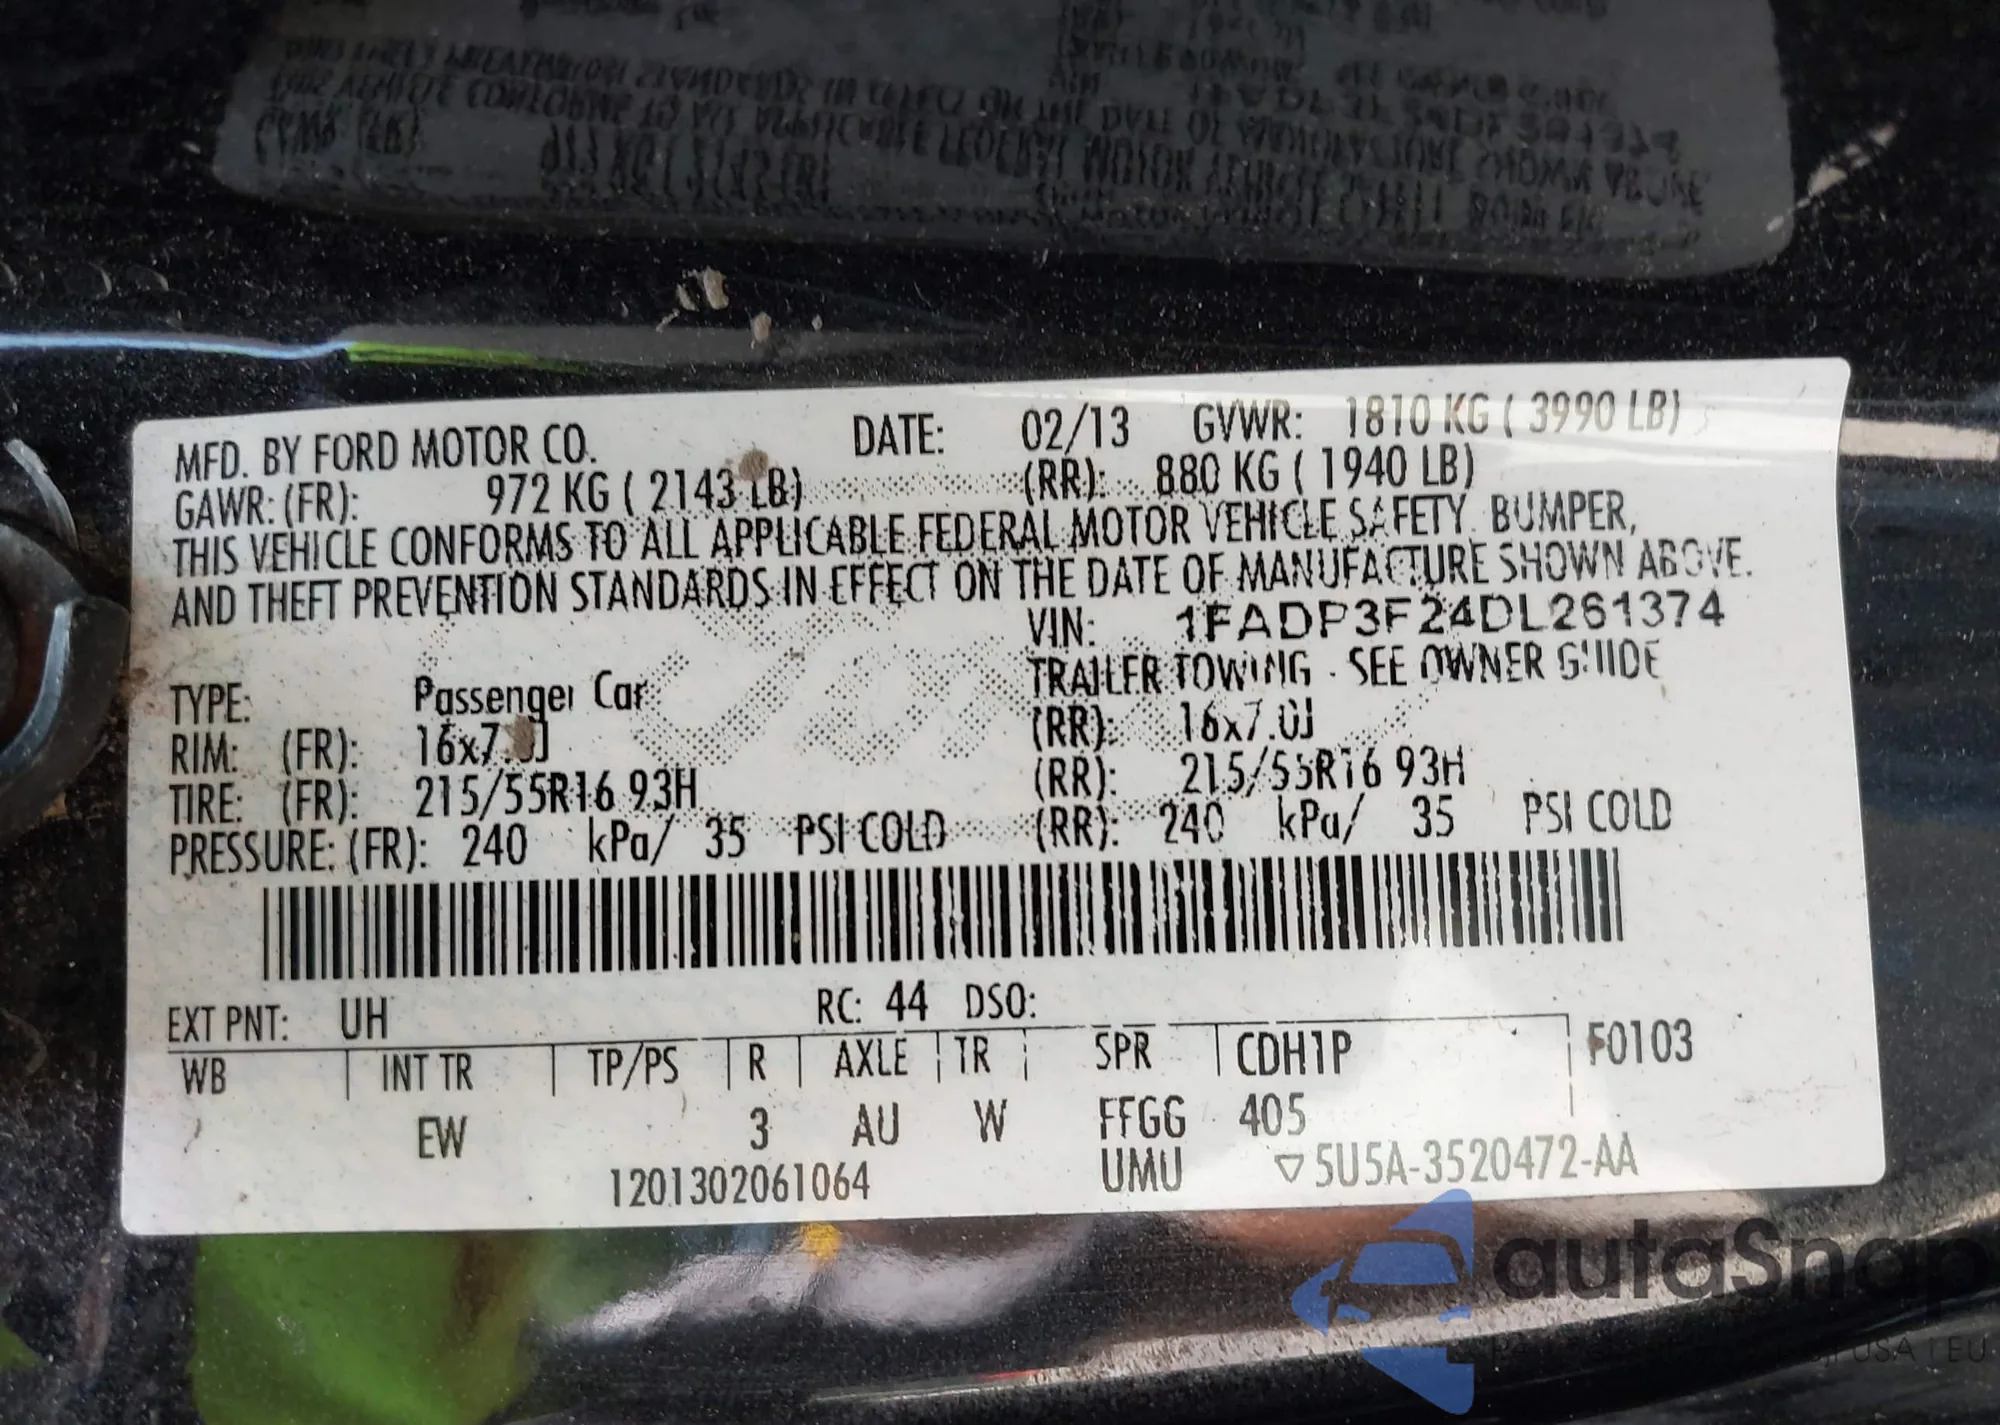 MFD. BY FORD MOTOR CO. DATE: 02/13 GVWR: 1810 KG ( 3990 LB)
GAWR: (FR): 972 KG ( 2143 LB) (RR): 880 KG ( 1940 LB)
THIS VEHICLE CONFORMS TO ALL APPLICABLE FEDERAL MOTOR VEHICLE SAFETY, BUMPER,
AND THEFT PREVENTION STANDARDS IN EFFECT ON THE DATE OF MANUFACTURE SHOWN ABOVE.
VIN: 1FADP3F24DL261374
TYPE: Passenger Car TRAILER TOWING - SEE OWNER GUIDE
RIM: (FR): 16x7.0J (RR): 16x7.0J
TIRE: (FR): 215/55R16 93H (RR): 215/55R16 93H
PRESSURE: (FR): 240 kPa/ 35 PSI COLD (RR): 240 kPa/ 35 PSI COLD
EXT PNT: UH RC: 44 DSO:
WB INT TR TP/PS R AXLE TR SPR CDH1P F0103
EW 3 AU W FFGG 405
1201302061064 UMU ▽5U5A-3520472-AA
autaSnap
USA | EU